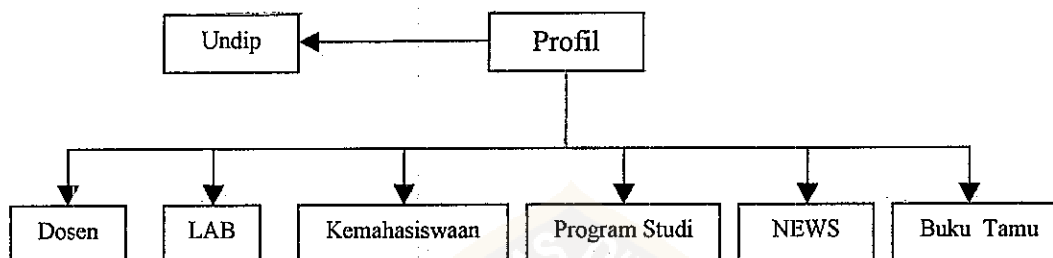 Undip
Profil
Dosen
LAB
Kemahasiswaan
Program Studi
NEWS
Buku Tamu